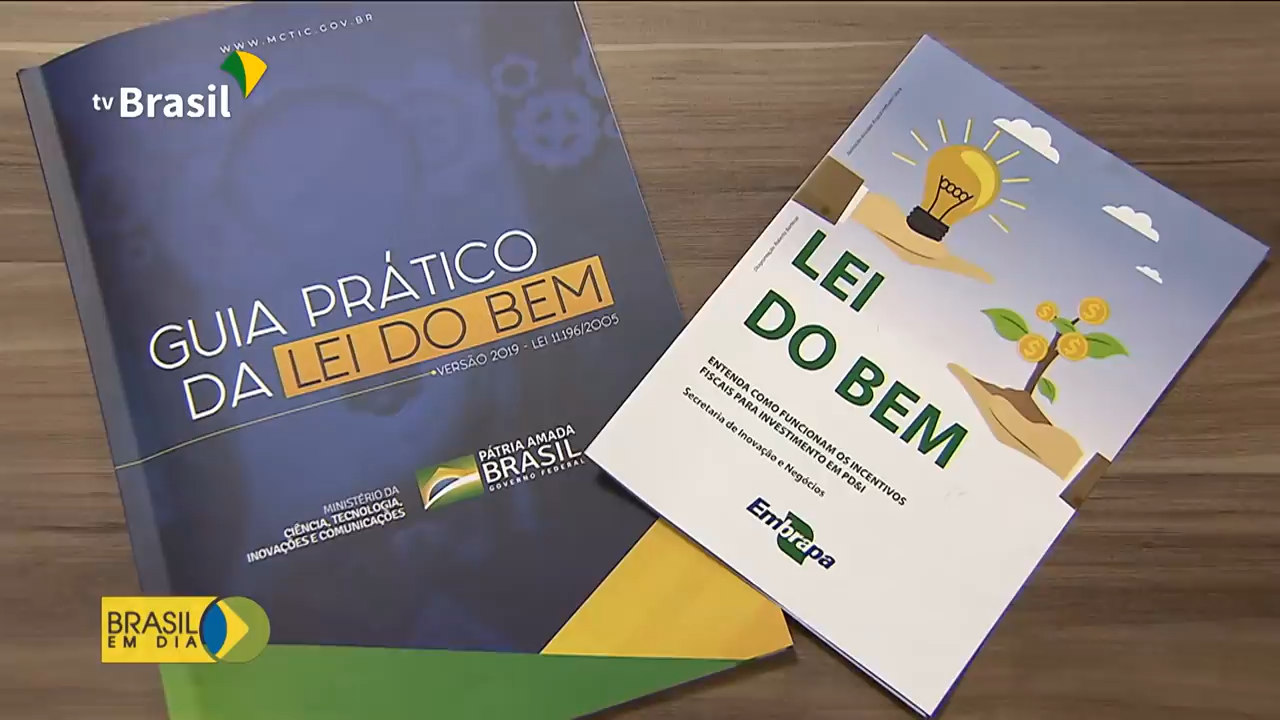 WWW.MCTIC.GOV.BR
tv Brasil
GUIA PRÁTICO
DA LEI DO BEM
VERSÃO 2019 - LEI 11.196/2005
PÁTRIA AMADA
BRASIL
GOVERNO FEDERAL
MINISTÉRIO DA
CIÊNCIA, TECNOLOGIA,
INOVAÇÕES E COMUNICAÇÕES
LEI
DO BEM
ENTENDA COMO FUNCIONAM OS INCENTIVOS
FISCAIS PARA INVESTIMENTO EM PD&I
Secretaria de Inovação e Negócios
Embrapa
BRASIL
EM DIA